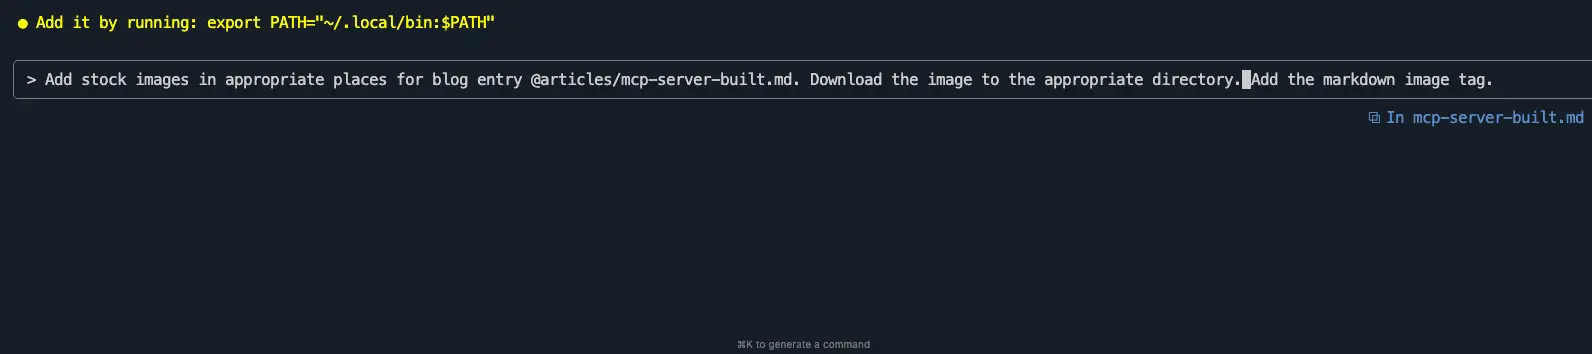 ● Add it by running: export PATH="~/.local/bin:$PATH"
> Add stock images in appropriate places for blog entry @articles/mcp-server-built.md. Download the image to the appropriate directory. Add the markdown image tag.
In mcp-server-built.md
⌘K to generate a command